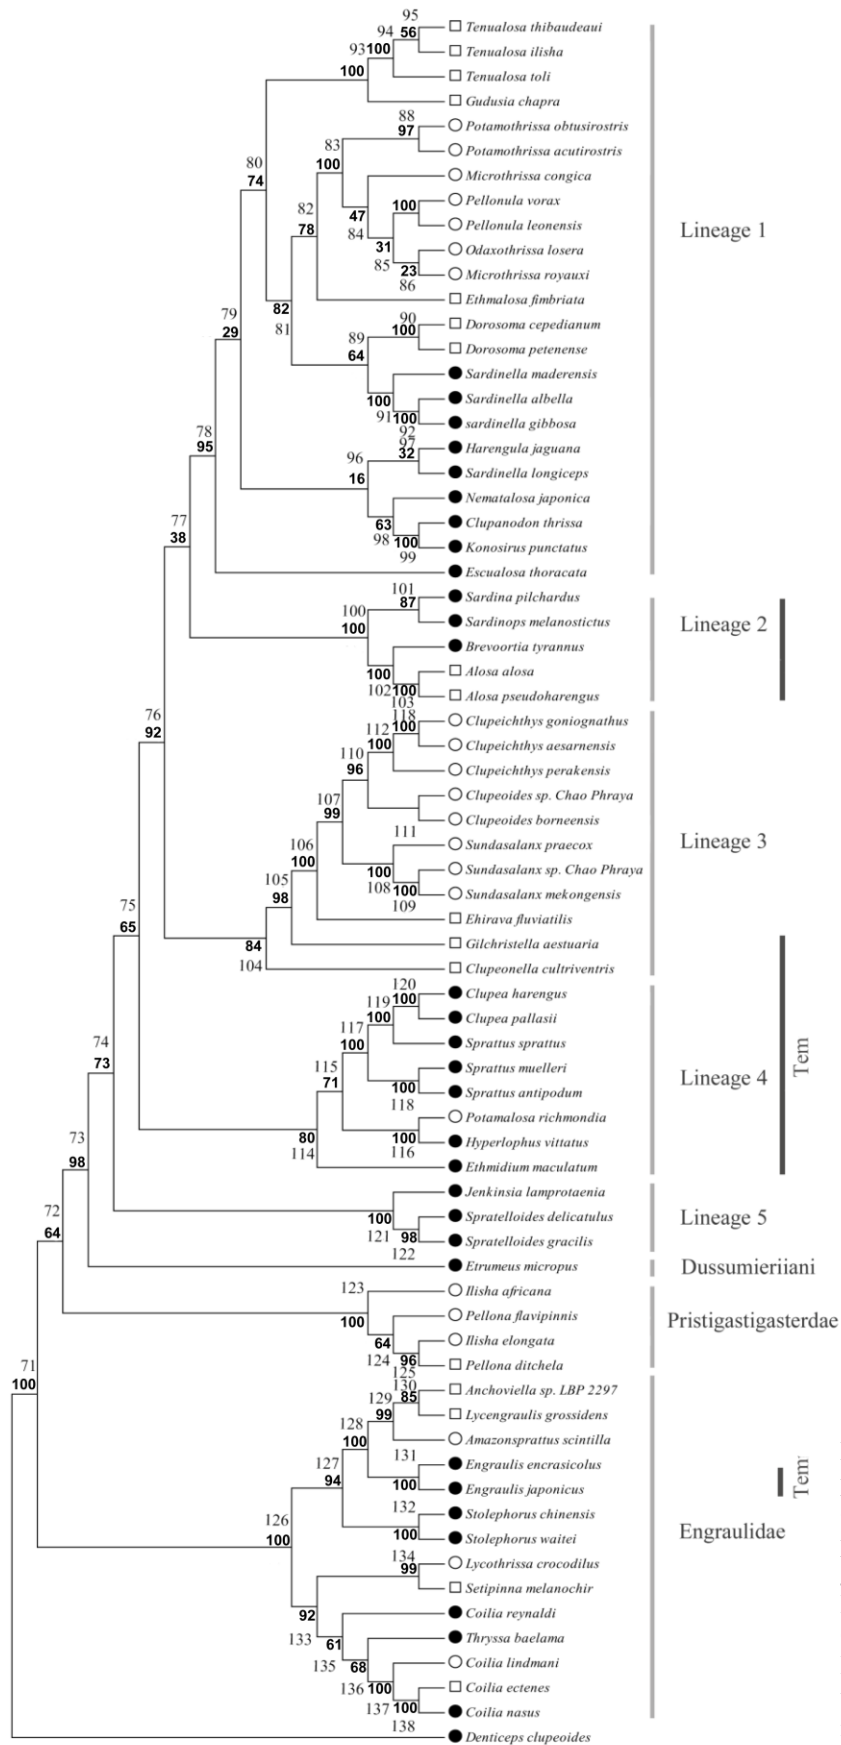 95
Tenualosa thibaudeaui
94
56
Tenualosa ilisha
93
100
Tenualosa toli
100
Gudusia chapra
88
Potamothrissa obtusirostris
97
Potamothrissa acutirostris
83
100
Microthrissa congica
80
74
Pellonula vorax
100
82
47
Pellonula leonensis
78
84
31
Odaxothrissa losera
85
23
Microthrissa royauxi
86
Lineage 1
82
Ethmalosa fimbriata
79
81
90
Dorosoma cepedianum
29
100
89
Dorosoma petenense
64
Sardinella maderensis
100
Sardinella albella
91
100
sardinella gibbosa
92
97
Harengula jaguana
78
95
32
96
Sardinella longiceps
16
Nematalosa japonica
63
Clupanodon thrissa
77
98
100
Konosirus punctatus
38
99
Escualosa thoracata
101
Sardina pilchardus
87
100
Sardinops melanostictus
100
Lineage 2
Brevoortia tyrannus
100
Alosa alosa
102
100
Alosa pseudoharengus
103
118
Clupeichthys goniognathus
76
112
100
92
100
Clupeichthys aesarnensis
110
96
Clupeichthys perakensis
107
Clupeoides sp. Chao Phraya
99
Clupeoides borneensis
111
106
Sundasalanx praecox
Lineage 3
100
105
100
Sundasalanx sp. Chao Phraya
98
108
100
Sundasalanx mekongensis
75
109
65
Ehirava fluviatilis
84
Gilchristella aestuaria
104
Clupeonella cultriventris
120
Clupea harengus
119
100
117
100
Clupea pallasii
74
100
Sprattus sprattus
73
115
Sprattus muelleri
71
100
Sprattus antipodum
118
Lineage 4
Tem
Potamalosa richmondia
73
80
100
Hyperlophus vittatus
98
114
116
Ethmidium maculatum
Jenkinsia lamprotaenia
72
100
Spratelloides delicatulus
64
121
98
Spratelloides gracilis
122
Lineage 5
Etrumeus micropus
Dussumieriiani
123
Ilisha africana
100
Pellona flavipinnis
64
Ilisha elongata
124
96
Pellona ditchela
125
Pristigastigasterdae
71
100
130
Anchoviella sp. LBP 2297
129
85
99
Lycengraulis grossidens
128
100
Amazonsprattus scintilla
131
127
Engraulis encrasicolus
94
100
Engraulis japonicus
Tem
126
132
Stolephorus chinensis
100
100
Stolephorus waitei
Engraulidae
134
Lycothrissa crocodilus
99
Setipinna melanochir
92
Coilia reynaldi
133
61
Thryssa baelama
135
68
Coilia lindmani
136
100
Coilia ectenes
137
100
Coilia nasus
138
Denticeps clupeoides